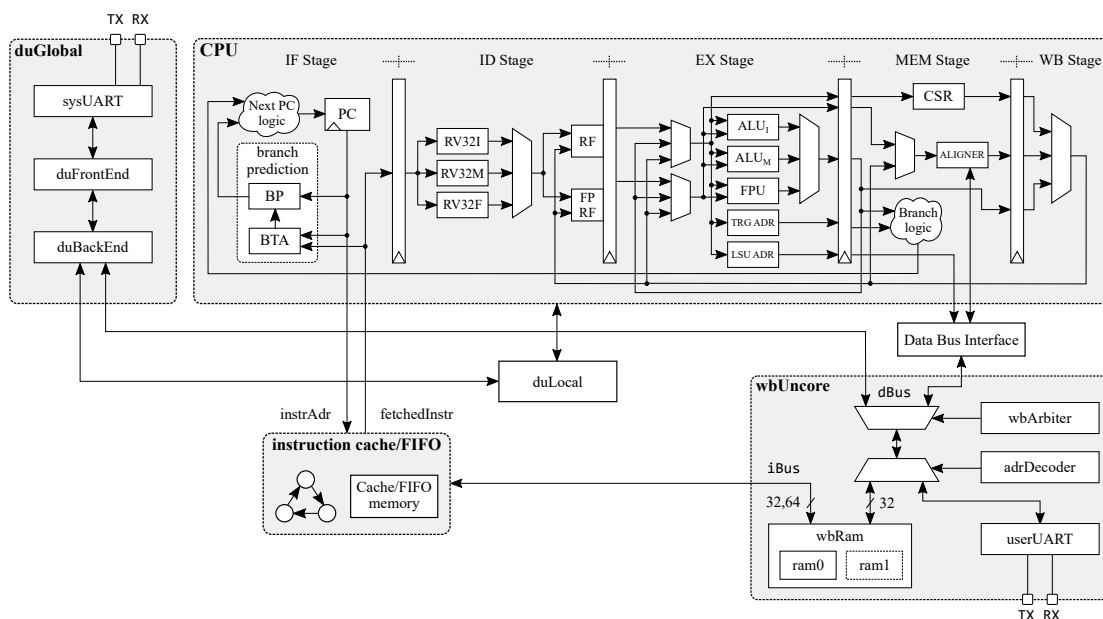 TX RX
duGlobal
sysUART
duFrontEnd
duBackEnd
CPU
IF Stage
ID Stage
EX Stage
MEM Stage
WB Stage
Next PC
logic
PC
branch
prediction
BP
BTA
RV32I
RV32M
RV32F
RF
FP
RF
ALUI
ALUM
FPU
TRG ADR
LSU ADR
CSR
ALIGNER
Branch
logic
Data Bus Interface
duLocal
instrAdr
fetchedInstr
instruction cache/FIFO
Cache/FIFO
memory
wbUncore
dBus
wbArbiter
adrDecoder
iBus
32,64
32
wbRam
ram0
ram1
userUART
TX RX